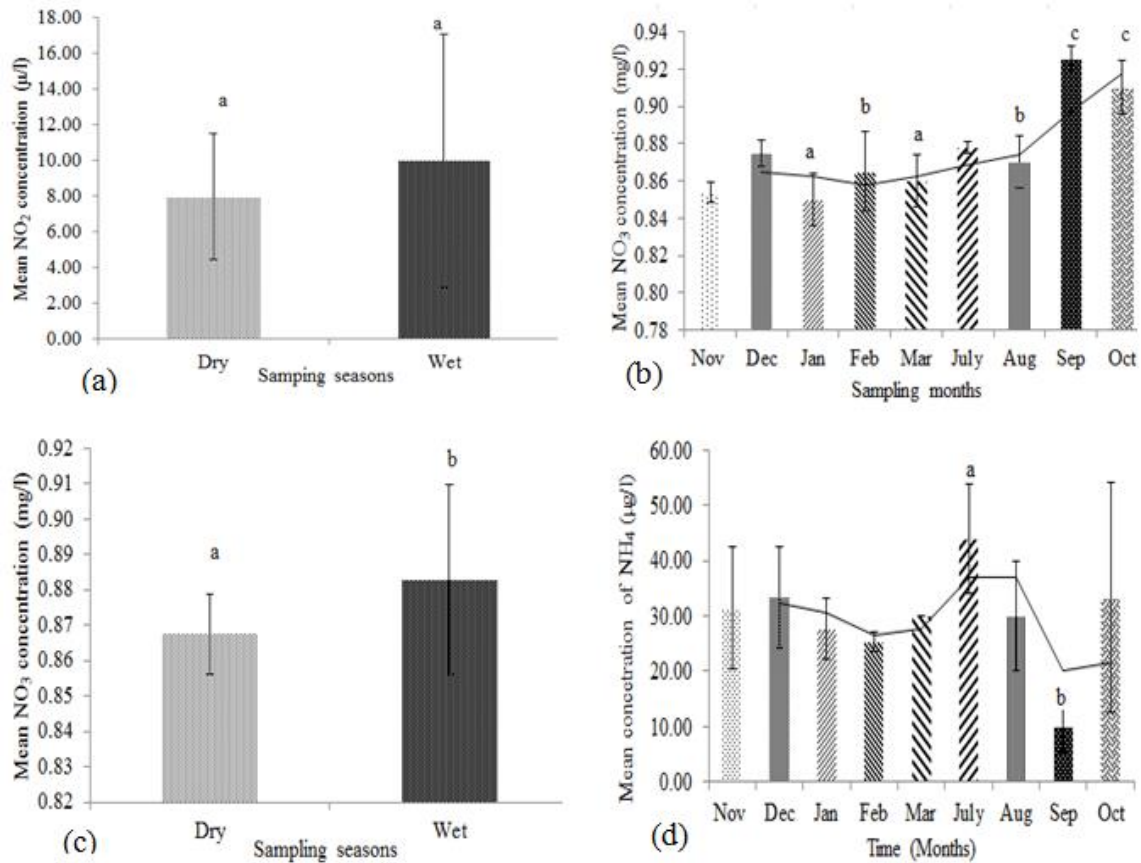 Mean NO₂ concentration (µ/l)
18.00
16.00
14.00
12.00
10.00
8.00
6.00
4.00
2.00
0.00
a
a
Dry Wet
Samping seasons
(a)
Mean NO₃ concentration (mg/l)
0.94
0.92
0.90
0.88
0.86
0.84
0.82
0.80
0.78
a
b
a
b
c
c
Nov Dec Jan Feb Mar July Aug Sep Oct
Sampling months
(b)
Mean NO₃ concentration (mg/l)
0.92
0.91
0.90
0.89
0.88
0.87
0.86
0.85
0.84
0.83
0.82
a
b
Dry Wet
Sampling seasons
(c)
Mean concentration of NH₄ (µg/l)
60.00
50.00
40.00
30.00
20.00
10.00
0.00
a
b
Nov Dec Jan Feb Mar July Aug Sep Oct
Time (Months)
(d)